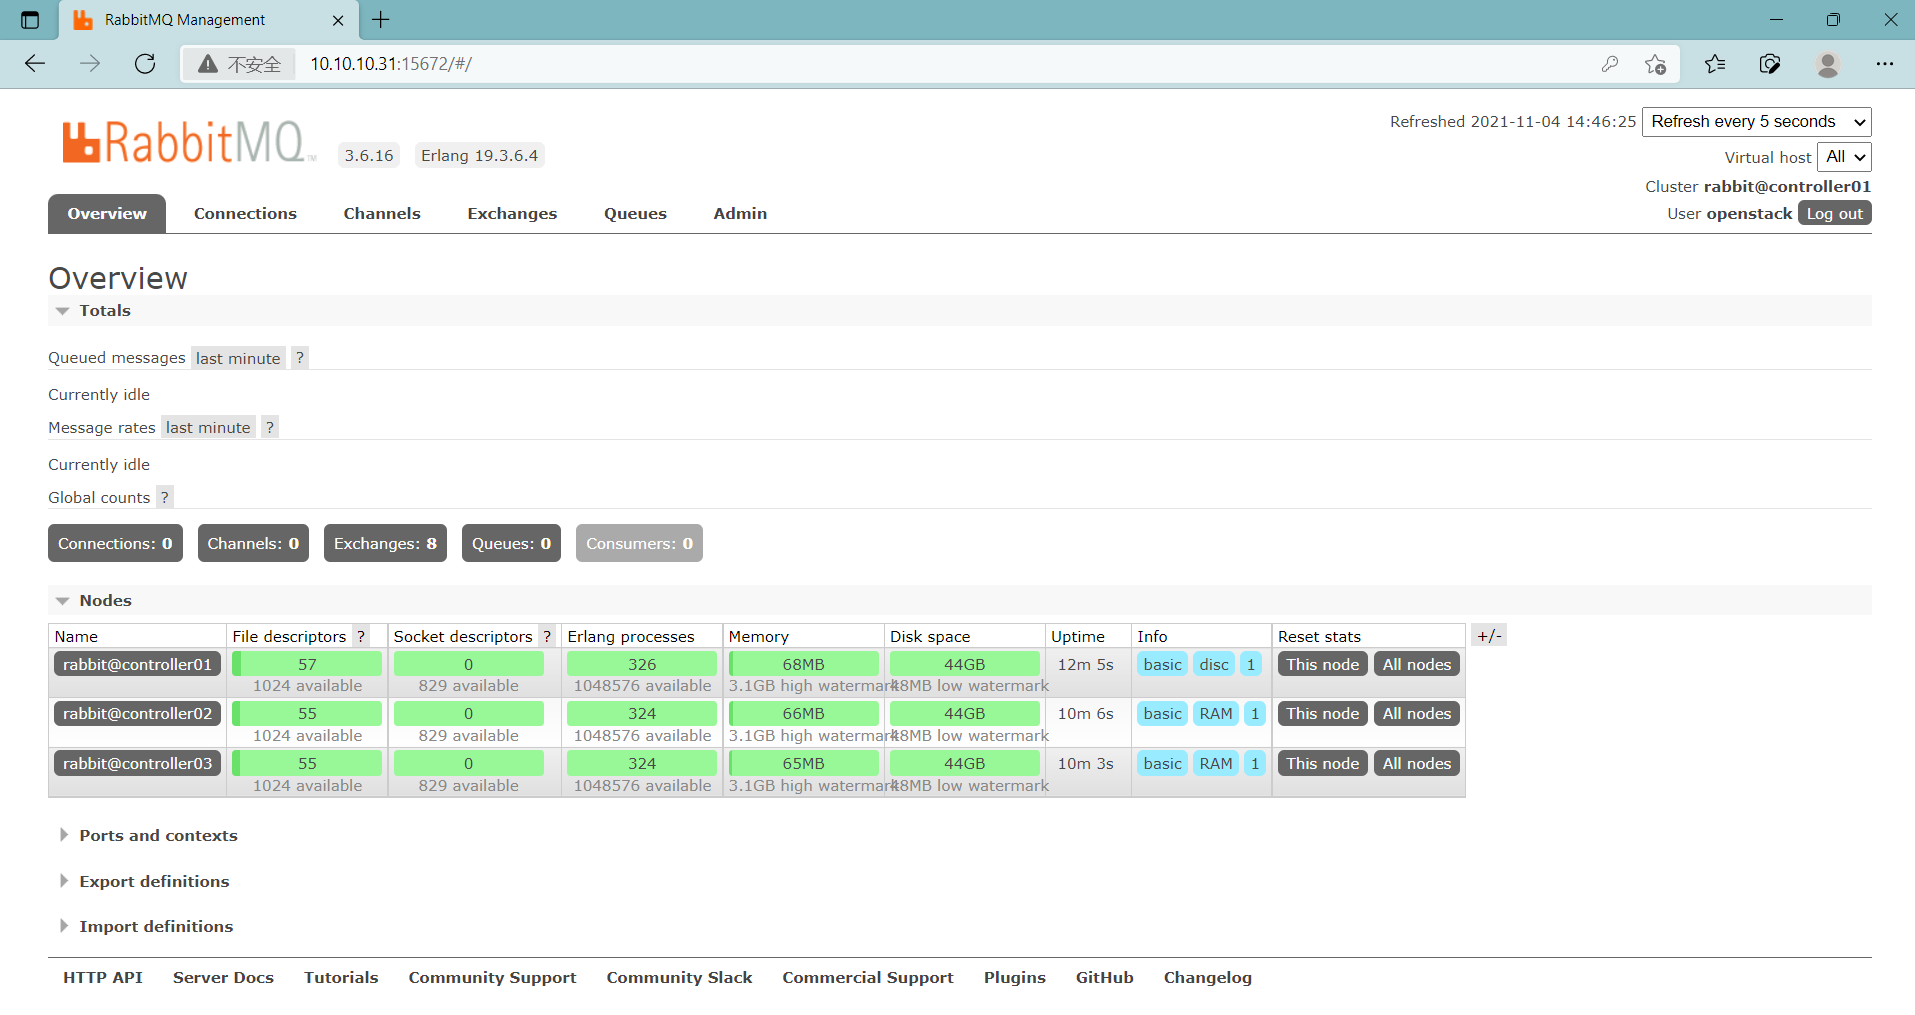 RabbitMQ Management
不安全 10.10.10.31:15672/#/
RabbitMQ™ 3.6.16 Erlang 19.3.6.4
Refreshed 2021-11-04 14:46:25 Refresh every 5 seconds
Virtual host All
Cluster rabbit@controller01
User openstack Log out
Overview Connections Channels Exchanges Queues Admin
Overview
Totals
Queued messages last minute ?
Currently idle
Message rates last minute ?
Currently idle
Global counts ?
Connections: 0 Channels: 0 Exchanges: 8 Queues: 0 Consumers: 0
Nodes
Name File descriptors ? Socket descriptors ? Erlang processes Memory Disk space Uptime Info Reset stats +/-
rabbit@controller01 57 0 326 68MB 44GB 12m 5s basic disc 1 This node All nodes
1024 available 829 available 1048576 available 3.1GB high watermark 48MB low watermark
rabbit@controller02 55 0 324 66MB 44GB 10m 6s basic RAM 1 This node All nodes
1024 available 829 available 1048576 available 3.1GB high watermark 48MB low watermark
rabbit@controller03 55 0 324 65MB 44GB 10m 3s basic RAM 1 This node All nodes
1024 available 829 available 1048576 available 3.1GB high watermark 48MB low watermark
Ports and contexts
Export definitions
Import definitions
HTTP API Server Docs Tutorials Community Support Community Slack Commercial Support Plugins GitHub Changelog